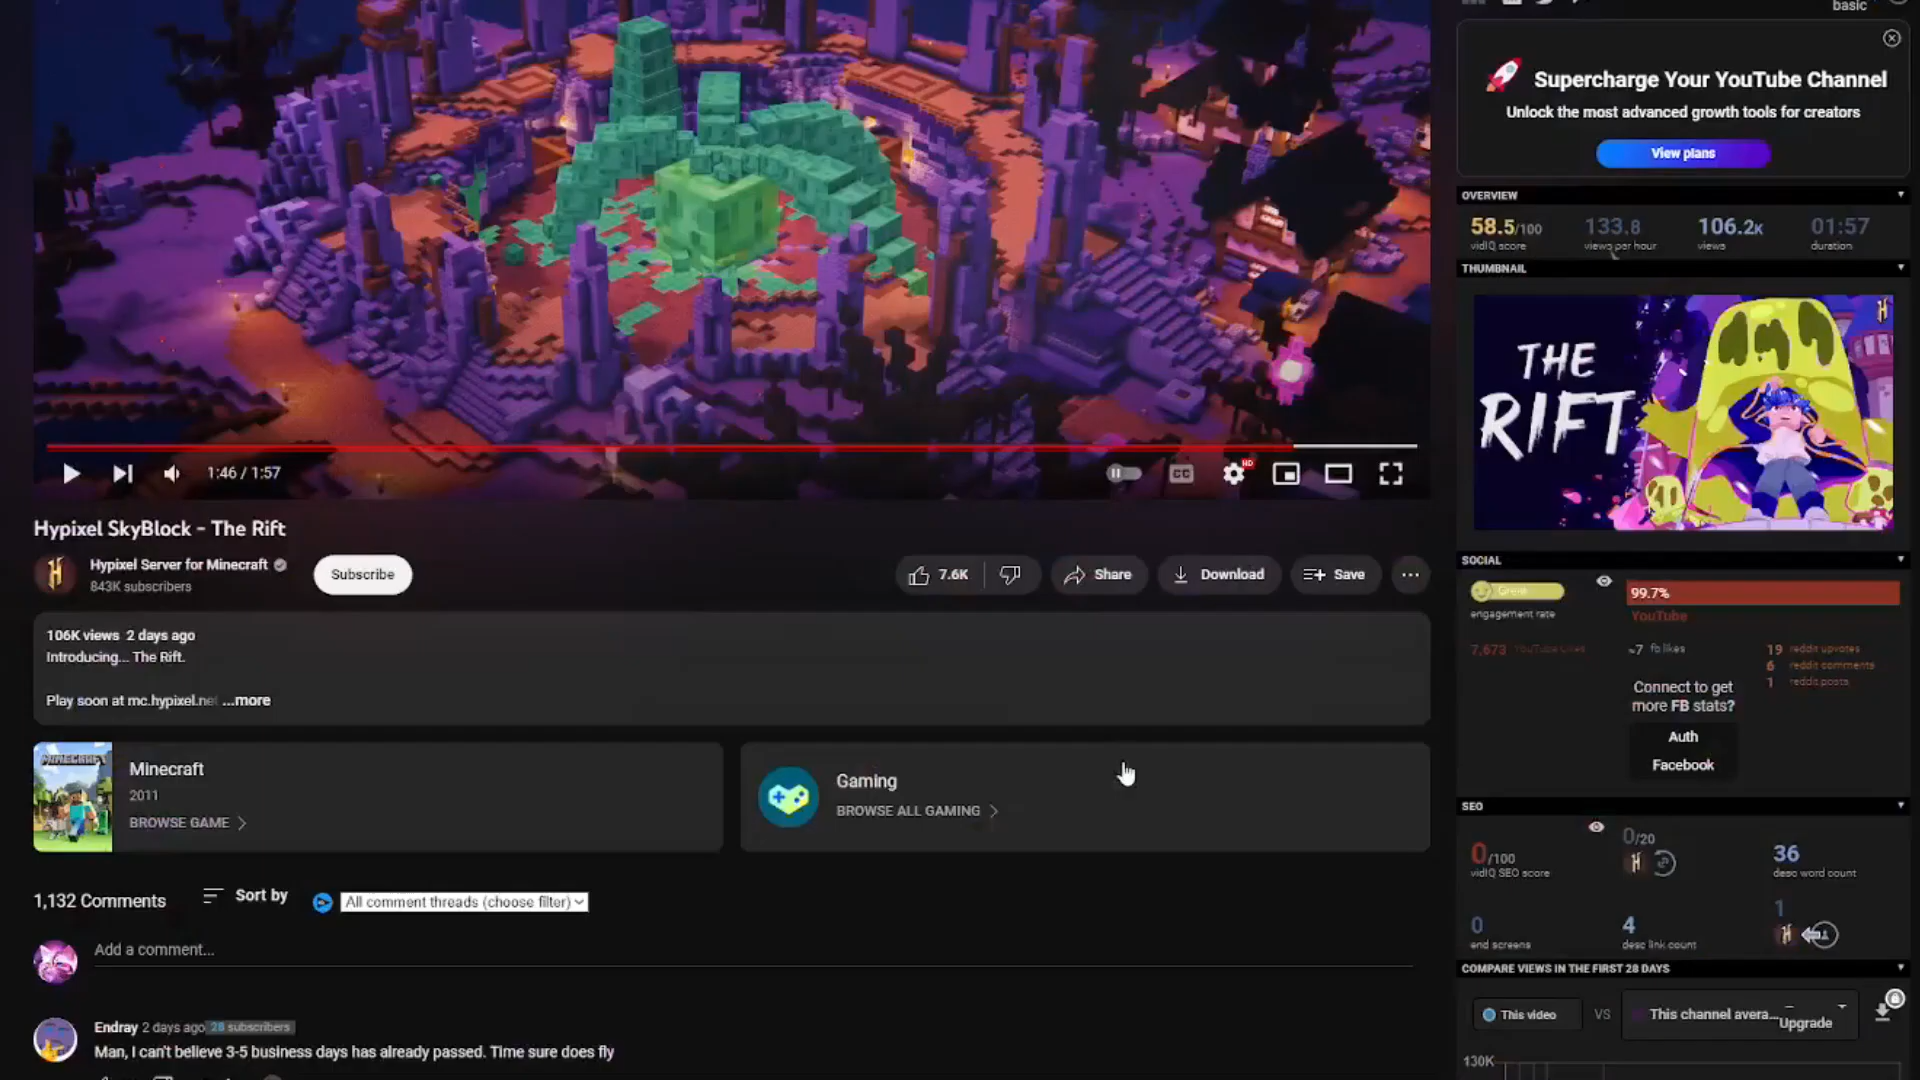 basic
Supercharge Your YouTube Channel
Unlock the most advanced growth tools for creators
View plans
OVERVIEW
58.5/100
vidIQ score
133.8
views per hour
106.2K
views
01:57
duration
THUMBNAIL
THE
RIFT
1:46 / 1:57
CC
HD
Hypixel SkyBlock - The Rift
Hypixel Server for Minecraft
843K subscribers
Subscribe
7.6K
Share
Download
Save
SOCIAL
Great
engagement rate
99.7%
YouTube
7,673 YouTube Likes
~7 fb likes
19 reddit upvotes
6 reddit comments
1 reddit posts
Connect to get
more FB stats?
Auth
Facebook
106K views 2 days ago
Introducing... The Rift.
Play soon at mc.hypixel.net ...more
MINECRAFT
Minecraft
2011
BROWSE GAME
Gaming
BROWSE ALL GAMING
SEO
0/100
vidIQ SEO score
0/20
36
desc word count
0
end screens
4
desc link count
1
1,132 Comments
Sort by
All comment threads (choose filter)
Add a comment...
COMPARE VIEWS IN THE FIRST 28 DAYS
This video
VS
This channel avera...
Upgrade
130K
Endray 2 days ago 28 subscribers
Man, I can't believe 3-5 business days has already passed. Time sure does fly